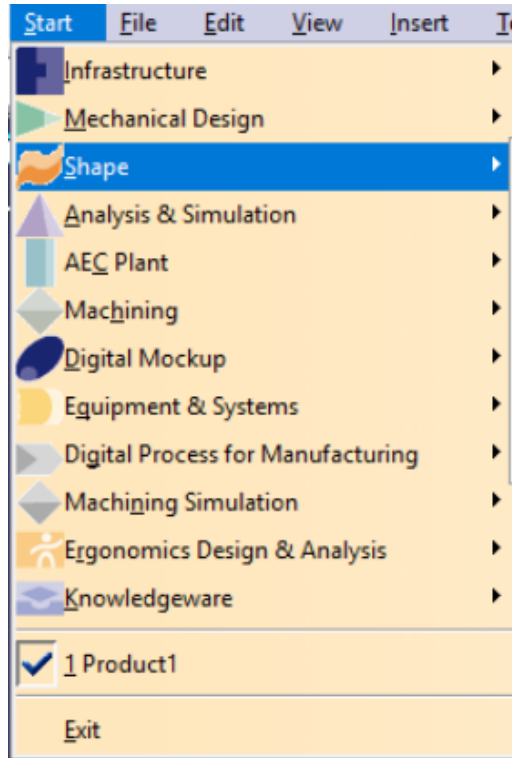 Start File Edit View Insert
Infrastructure
Mechanical Design
Shape
Analysis & Simulation
AEC Plant
Machining
Digital Mockup
Equipment & Systems
Digital Process for Manufacturing
Machining Simulation
Ergonomics Design & Analysis
Knowledgeware
1 Product1
Exit